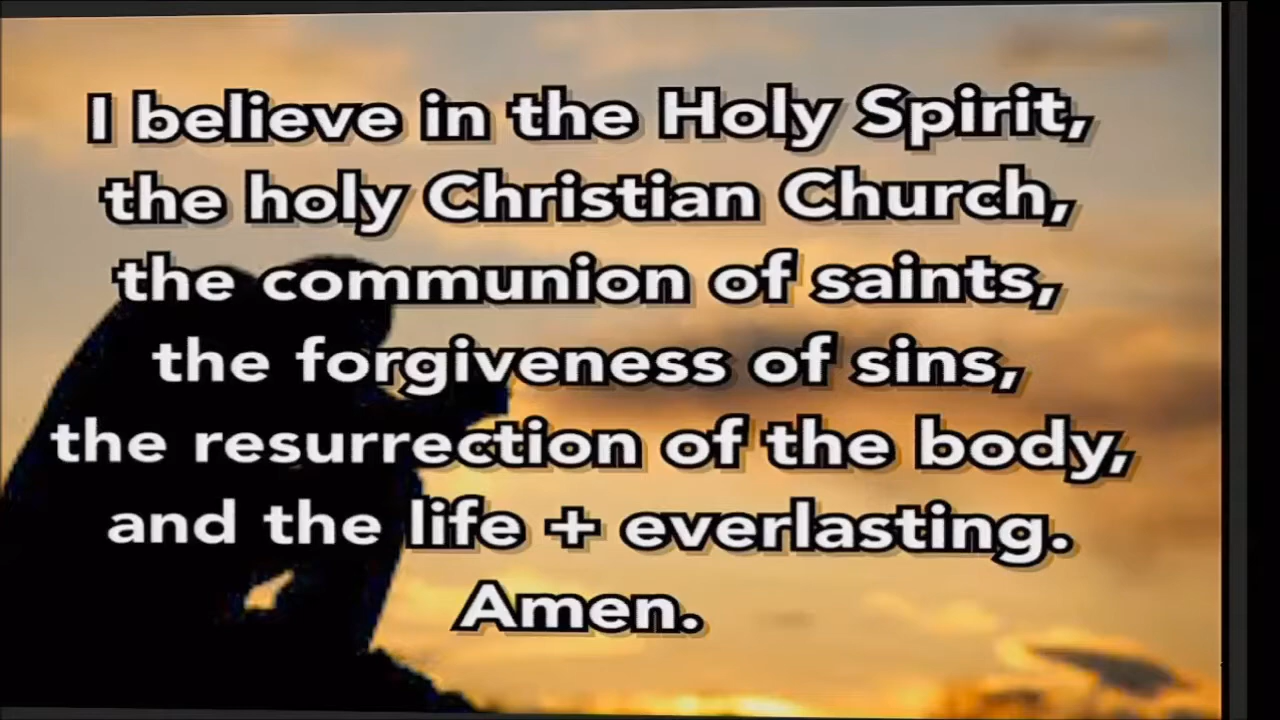 I believe in the Holy Spirit,
the holy Christian Church,
the communion of saints,
the forgiveness of sins,
the resurrection of the body,
and the life + everlasting.
Amen.